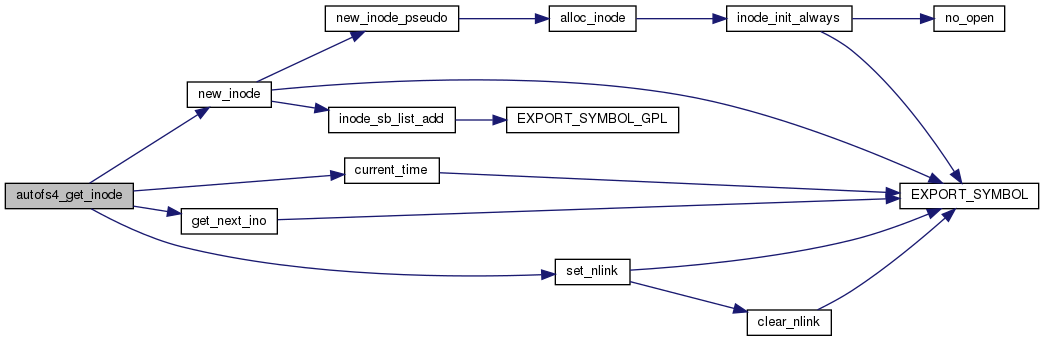 new_inode_pseudo
alloc_inode
inode_init_always
no_open
new_inode
inode_sb_list_add
EXPORT_SYMBOL_GPL
current_time
autofs4_get_inode
EXPORT_SYMBOL
get_next_ino
set_nlink
clear_nlink